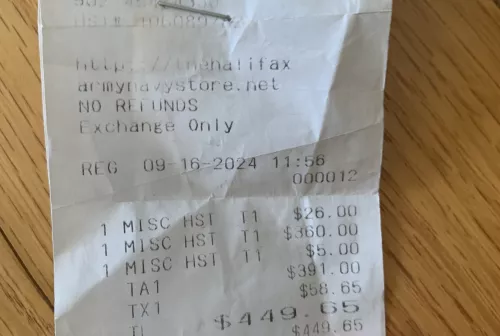 http://thehalifax
armynavystore.net
NO REFUNDS
Exchange Only
REG 09-16-2024 11:56
000012
1 MISC HST T1 $26.00
1 MISC HST T1 $360.00
1 MISC HST T1 $5.00
TA1 $391.00
TX1 $58.65
TL $449.65
$449.65